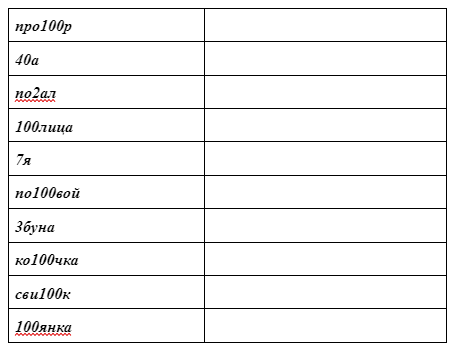 про100р
40а
по2ал
100лица
7я
по100вой
3буна
ко100чка
сви100к
100янка